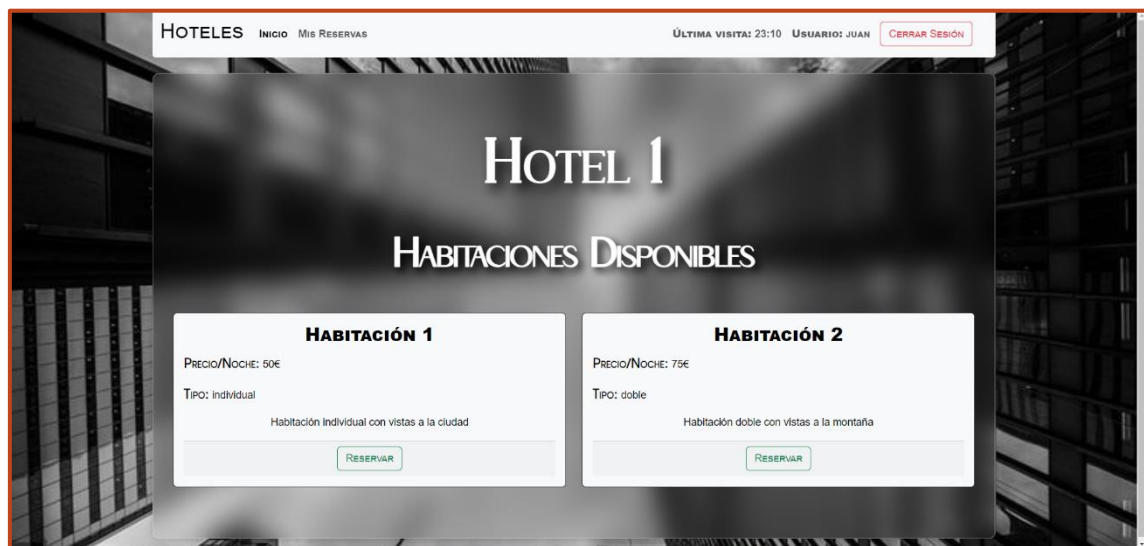 Hoteles Inicio Mis Reservas Última visita: 23:10 Usuario: juan Cerrar Sesión
Hotel 1
Habitaciones Disponibles
Habitación 1
Precio/Noche: 50€
Tipo: individual
Habitación individual con vistas a la ciudad
Reservar
Habitación 2
Precio/Noche: 75€
Tipo: doble
Habitación doble con vistas a la montaña
Reservar